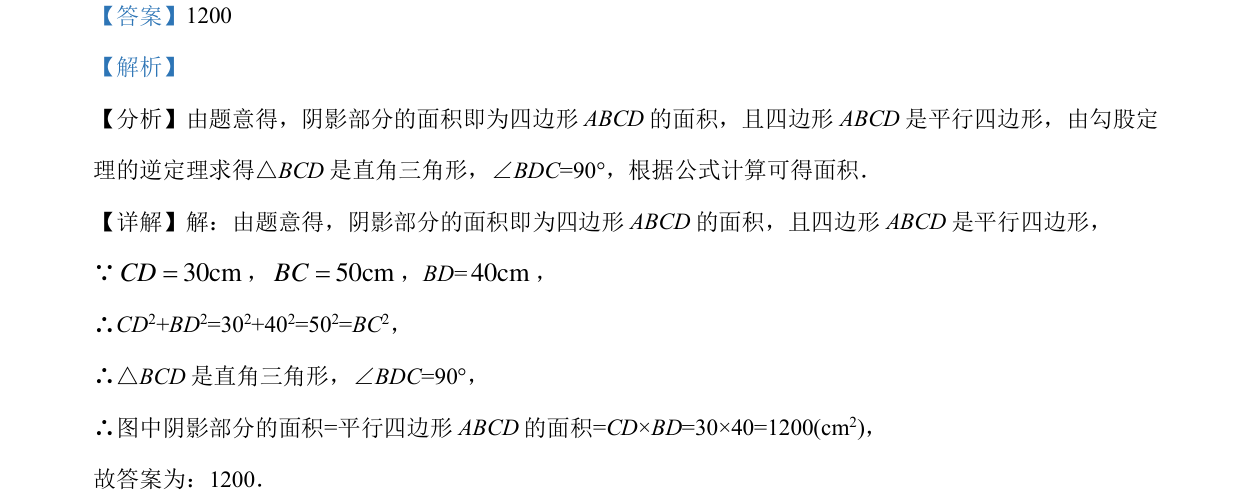 【答案】1200
【解析】
【分析】由题意得，阴影部分的面积即为四边形 ABCD 的面积，且四边形 ABCD 是平行四边形，由勾股定
理的逆定理求得△BCD 是直角三角形，∠BDC=90°，根据公式计算可得面积．
【详解】解：由题意得，阴影部分的面积即为四边形 ABCD 的面积，且四边形 ABCD 是平行四边形，
∵CD = 30cm，BC = 50cm，BD= 40cm，
∴CD²+BD²=30²+40²=50²=BC²，
∴△BCD 是直角三角形，∠BDC=90°，
∴图中阴影部分的面积=平行四边形 ABCD 的面积=CD×BD=30×40=1200(cm²)，
故答案为：1200．